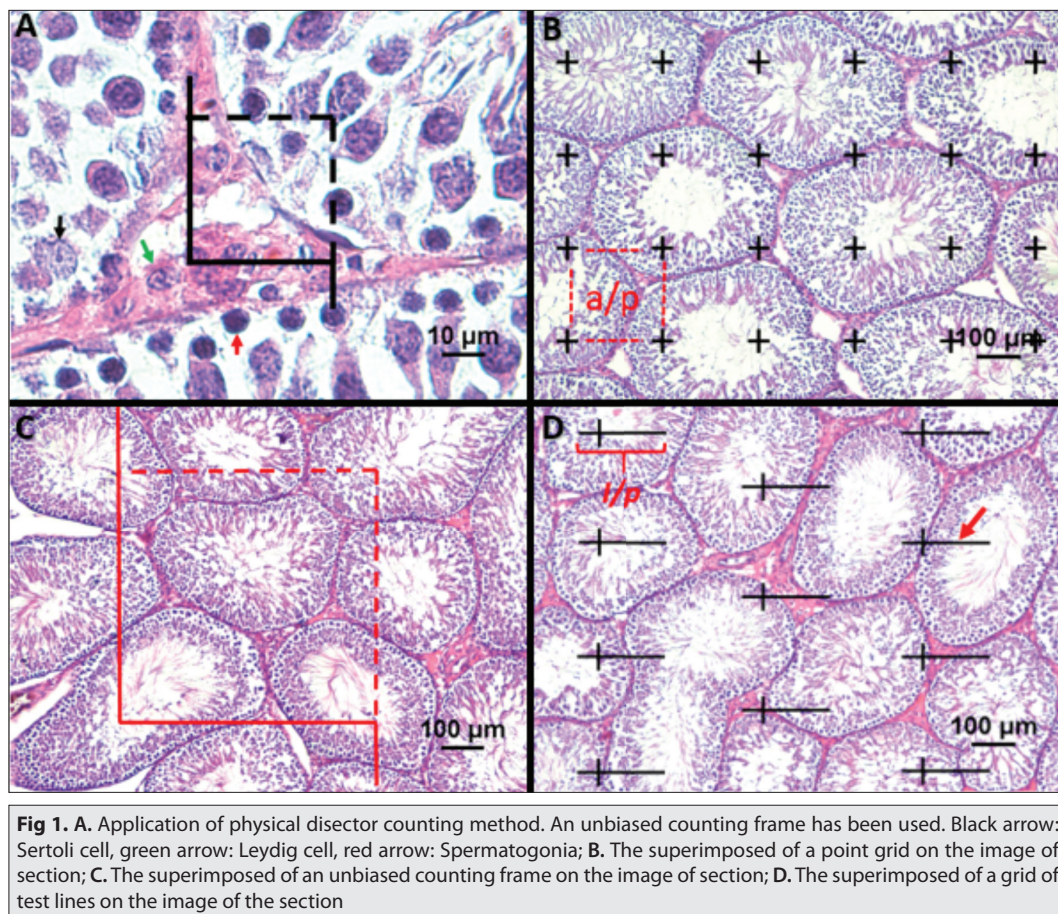 A
10 μm
B
a/p
100 μm
C
100 μm
D
l/p
100 μm
Fig 1. A. Application of physical disector counting method. An unbiased counting frame has been used. Black arrow:
Sertoli cell, green arrow: Leydig cell, red arrow: Spermatogonia; B. The superimposed of a point grid on the image of
section; C. The superimposed of an unbiased counting frame on the image of section; D. The superimposed of a grid of
test lines on the image of the section